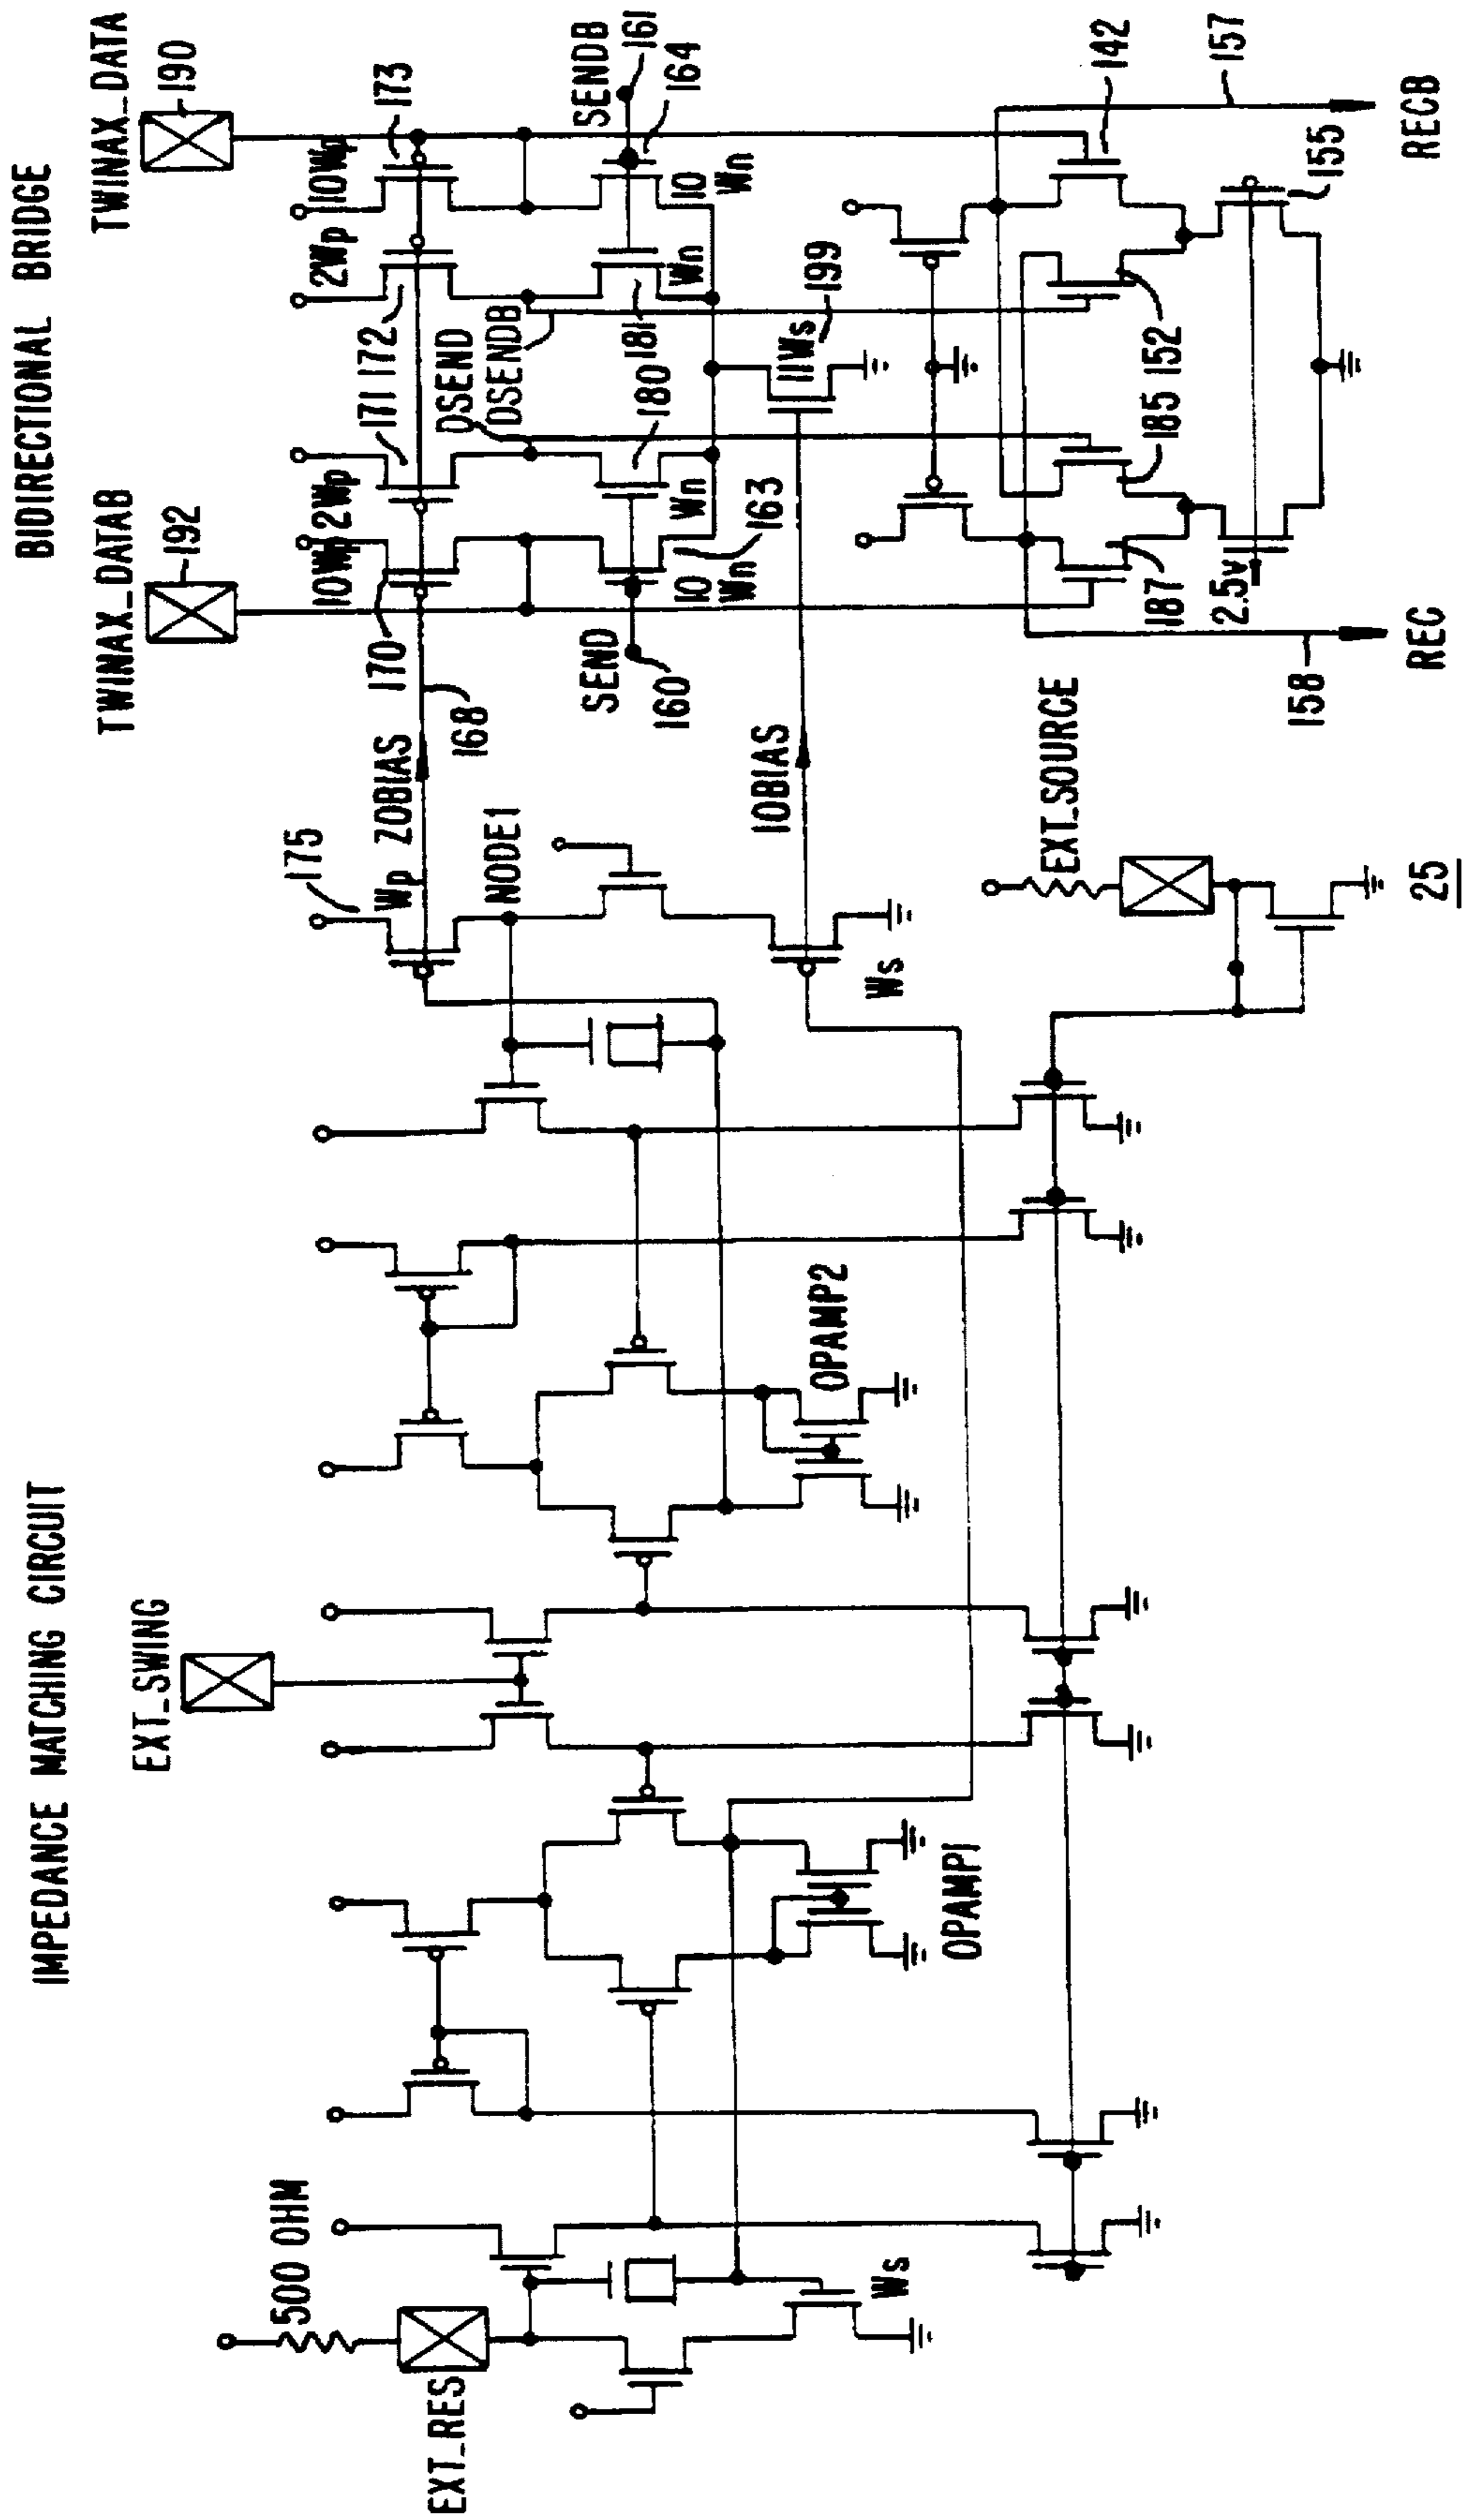 IMPEDANCE MATCHING CIRCUIT
BIDIRECTIONAL BRIDGE
EXT_SWING
TWINAX_DATAB
192
TWINAX_DATA
190
500 OHM
EXT_RES
Ws
OPAMP1
OPAMP2
175
Wp
ZOBIAS
168
NODE1
Ws
IOBIAS
EXT_SOURCE
25
10Wp
2Wp
170
171
172
2Wp
10Wp
173
DSEND
DSENDB
SEND
160
10
Wn
163
Wn
180
181
Wn
10
Wn
SENDB
161
164
11Ws
199
187
185
152
142
2.5v
155
158
157
REC
RECB